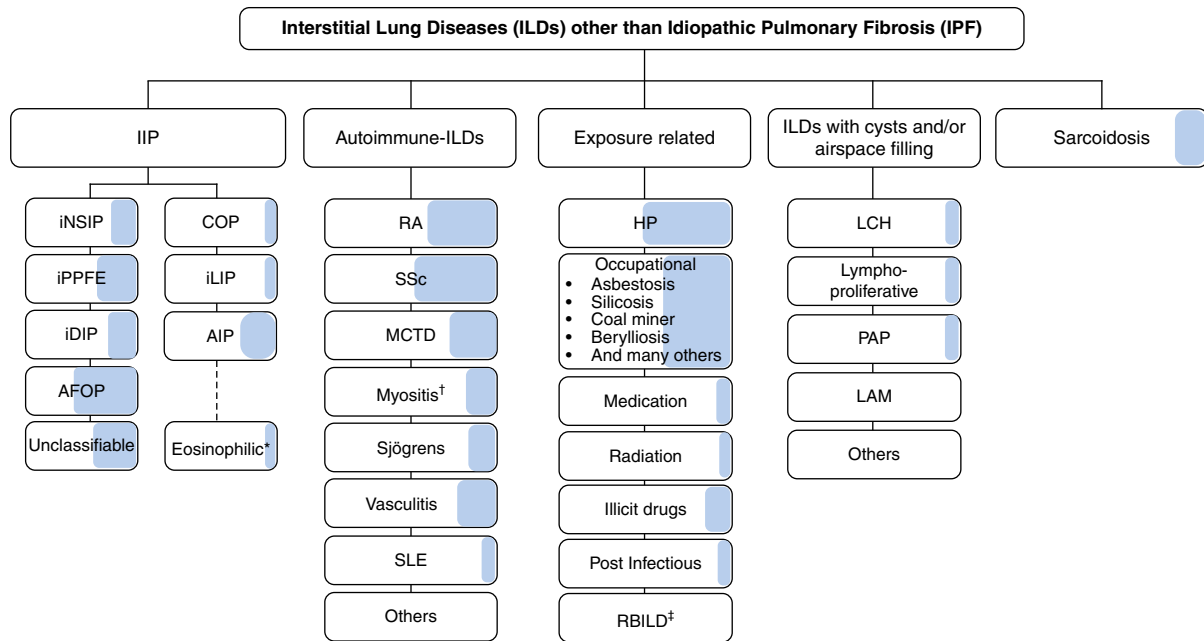 Interstitial Lung Diseases (ILDs) other than Idiopathic Pulmonary Fibrosis (IPF)
IIP
iNSIP
iPPFE
iDIP
AFOP
Unclassifiable
COP
iLIP
AIP
Eosinophilic*
Autoimmune-ILDs
RA
SSc
MCTD
Myositis†
Sjögrens
Vasculitis
SLE
Others
Exposure related
HP
Occupational
• Asbestosis
• Silicosis
• Coal miner
• Berylliosis
• And many others
Medication
Radiation
Illicit drugs
Post Infectious
RBILD‡
ILDs with cysts and/or
airspace filling
LCH
Lympho-
proliferative
PAP
LAM
Others
Sarcoidosis